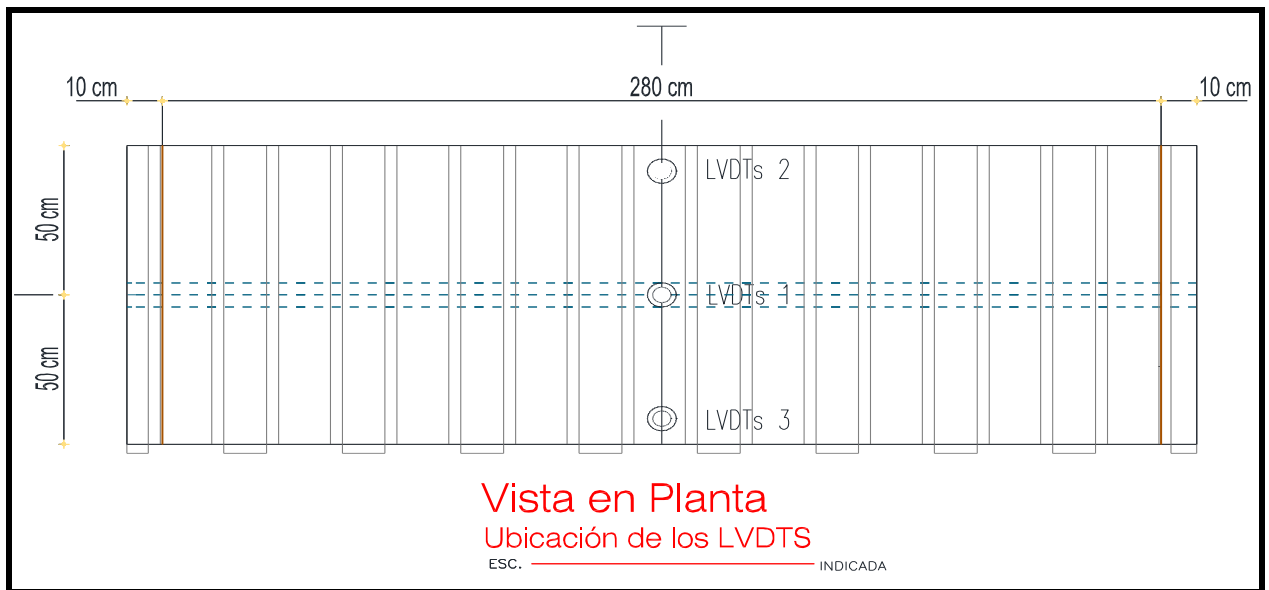 10 cm
280 cm
10 cm
50 cm
50 cm
LVDTs 2
LVDTs 1
LVDTs 3
Vista en Planta
Ubicación de los LVDTS
ESC.
INDICADA